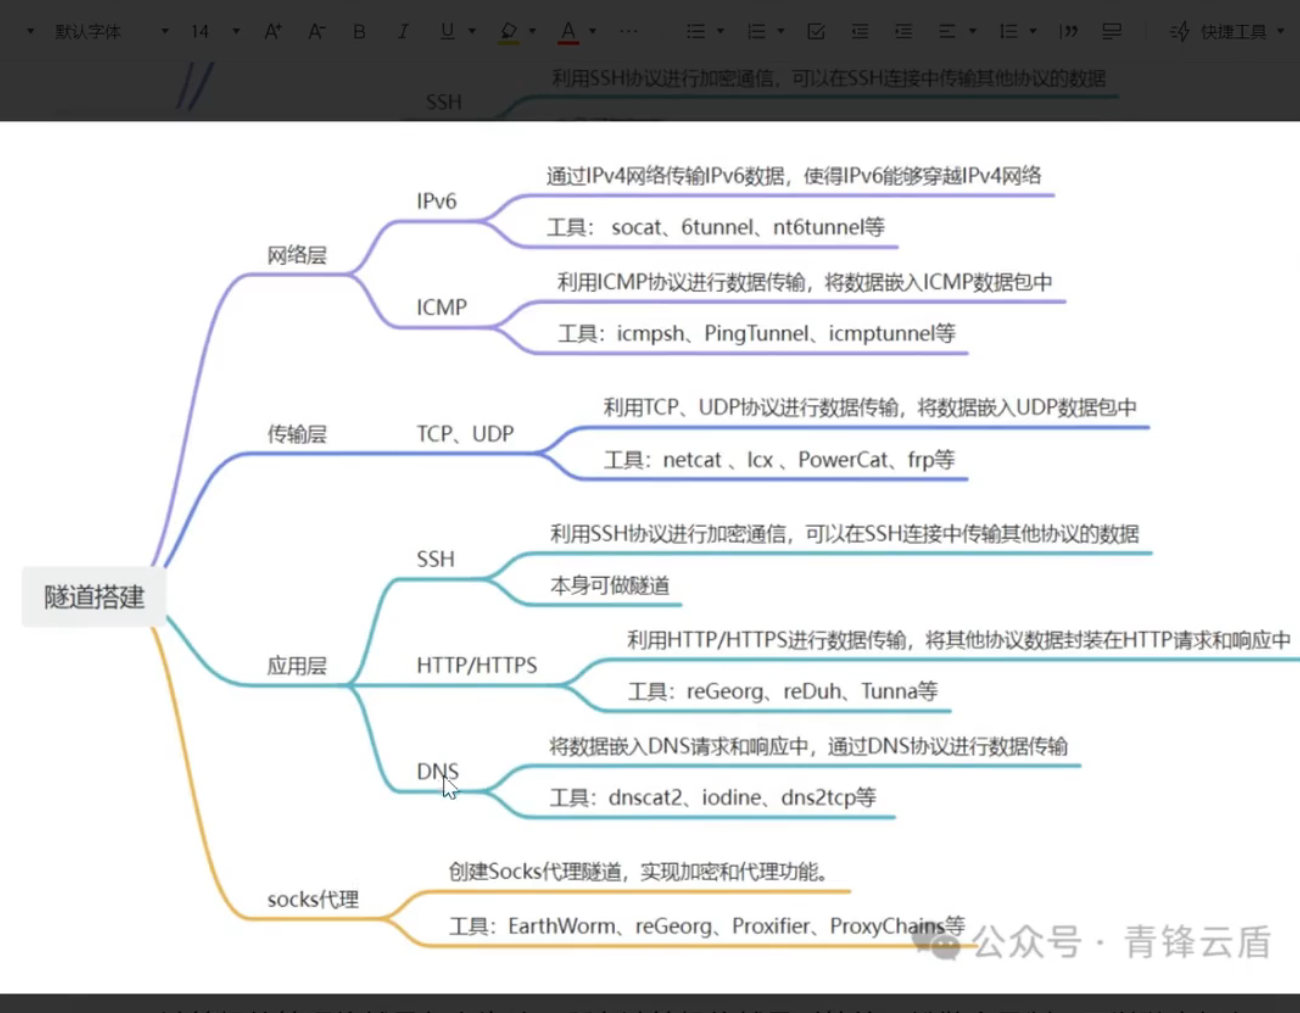 默认字体 14 A+ A- B I U A ... 快捷工具
利用SSH协议进行加密通信，可以在SSH连接中传输其他协议的数据
SSH
通过IPv4网络传输IPv6数据，使得IPv6能够穿越IPv4网络
IPv6
工具： socat、6tunnel、nt6tunnel等
网络层
利用ICMP协议进行数据传输，将数据嵌入ICMP数据包中
ICMP
工具：icmpsh、PingTunnel、icmptunnel等
利用TCP、UDP协议进行数据传输，将数据嵌入UDP数据包中
传输层
TCP、UDP
工具：netcat 、lcx 、PowerCat、frp等
利用SSH协议进行加密通信，可以在SSH连接中传输其他协议的数据
SSH
本身可做隧道
隧道搭建
利用HTTP/HTTPS进行数据传输，将其他协议数据封装在HTTP请求和响应中
应用层
HTTP/HTTPS
工具：reGeorg、reDuh、Tunna等
将数据嵌入DNS请求和响应中，通过DNS协议进行数据传输
DNS
工具：dnscat2、iodine、dns2tcp等
创建Socks代理隧道，实现加密和代理功能。
socks代理
工具：EarthWorm、reGeorg、Proxifier、ProxyChains等
公众号 · 青锋云盾